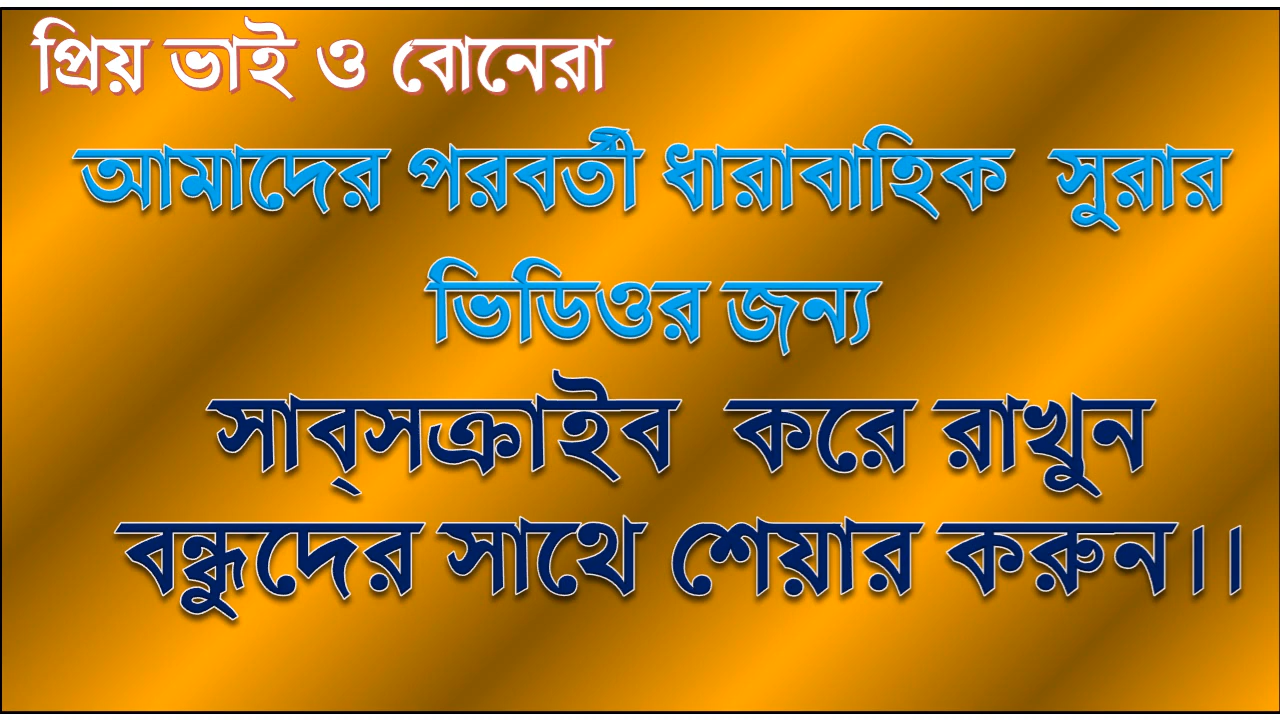 প্রিয় ভাই ও বোনেরা
আমাদের পরবর্তী ধারাবাহিক সুরার
ভিডিওর জন্য
সাব্সক্রাইব করে রাখুন
বন্ধুদের সাথে শেয়ার করুন।।